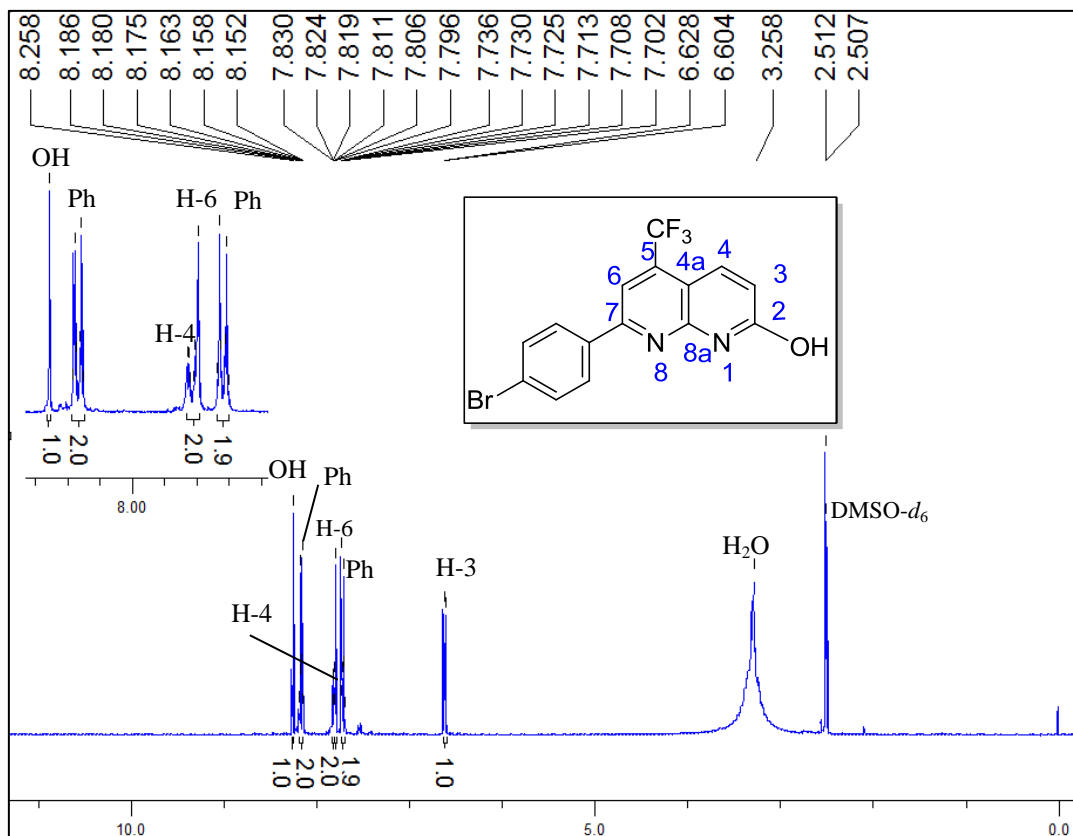 8.258 8.186 8.180 8.175 8.163 8.158 8.152 7.830 7.824 7.819 7.811 7.806 7.796 7.736 7.730 7.725 7.713 7.708 7.702 6.628 6.604 3.258 2.512 2.507
OH
Ph
H-6
Ph
H-4
1.0
2.0
2.0
1.9
8.00
CF3
5
4a
4
6
3
7
2
N
8
8a
N
1
OH
Br
OH
Ph
H-6
Ph
H-4
H-3
H2O
DMSO-d6
1.0
2.0
2.0
1.9
1.0
10.0
5.0
0.0